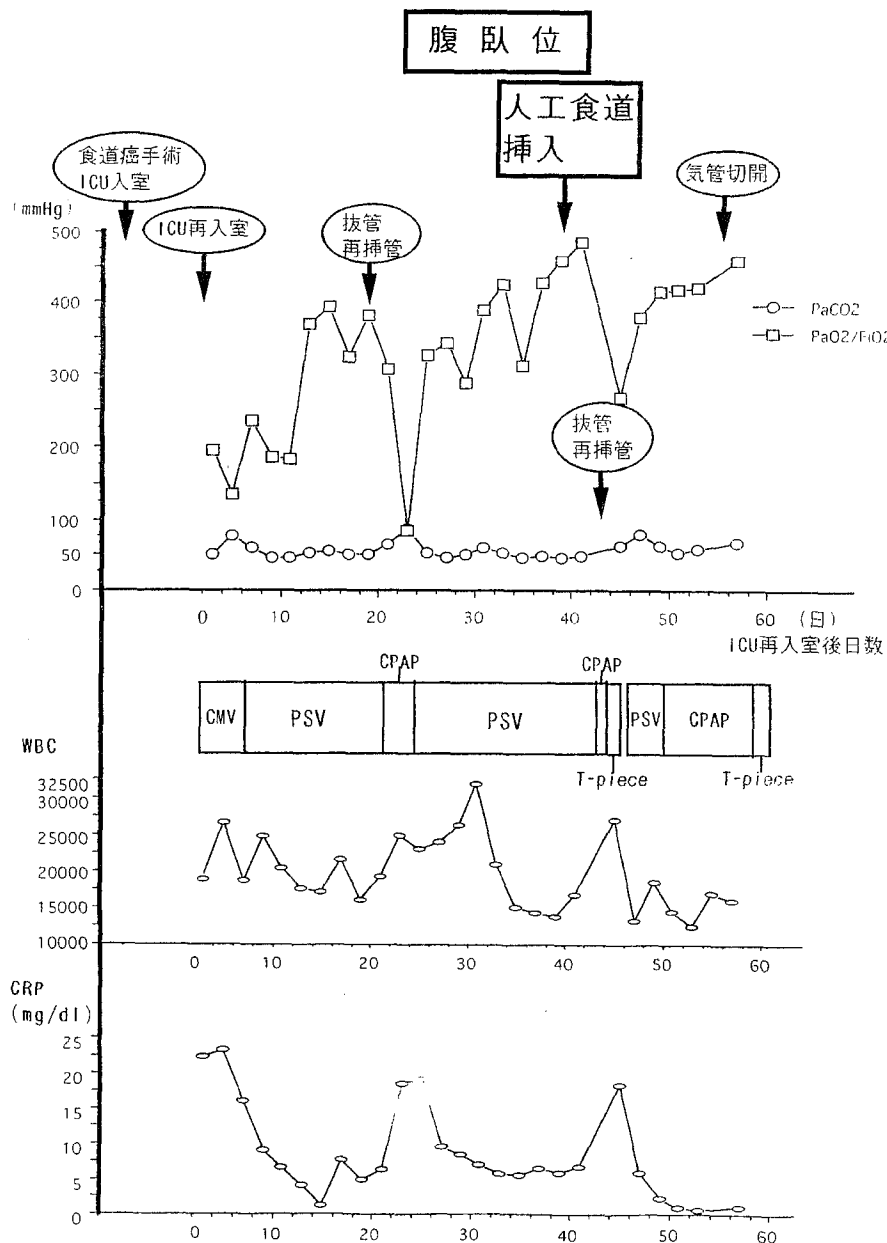 腹臥位
人工食道
挿入
食道癌手術
ICU入室
気管切開
(mmHg)
ICU再入室
抜管
再挿管
500
400
300
200
100
50
0
PaCO2
PaO2/FiO2
抜管
再挿管
0 10 20 30 40 50 60 (日)
ICU再入室後日数
CPAP CPAP
CMV PSV PSV PSV CPAP
T-piece T-piece
WBC
32500
30000
25000
20000
15000
10000
0 10 20 30 40 50 60
CRP
(mg/dl)
25
20
15
10
5
0
0 10 20 30 40 50 60